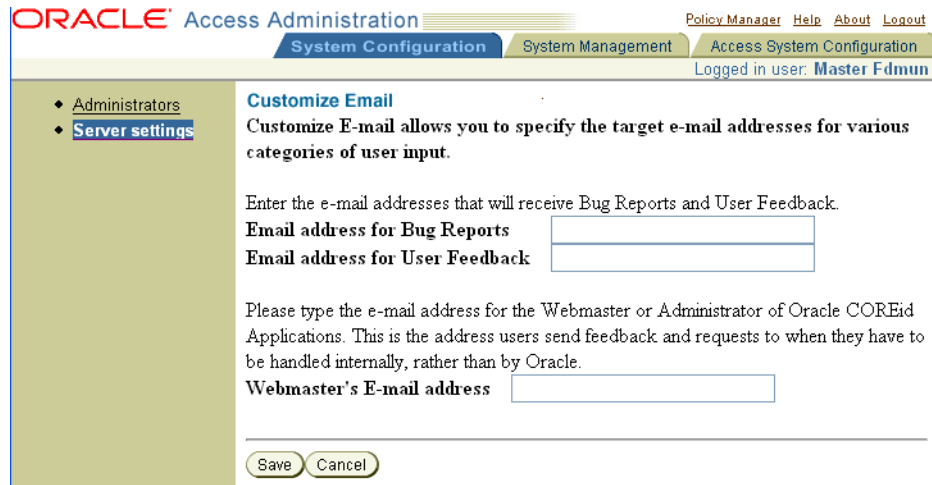 ORACLE Access Administration
Policy Manager Help About Logout
System Configuration System Management Access System Configuration
Logged in user: Master Fdmun
Administrators
Server settings
Customize Email
Customize E-mail allows you to specify the target e-mail addresses for various
categories of user input.
Enter the e-mail addresses that will receive Bug Reports and User Feedback.
Email address for Bug Reports
Email address for User Feedback
Please type the e-mail address for the Webmaster or Administrator of Oracle COREid
Applications. This is the address users send feedback and requests to when they have to
be handled internally, rather than by Oracle.
Webmaster's E-mail address
Save Cancel